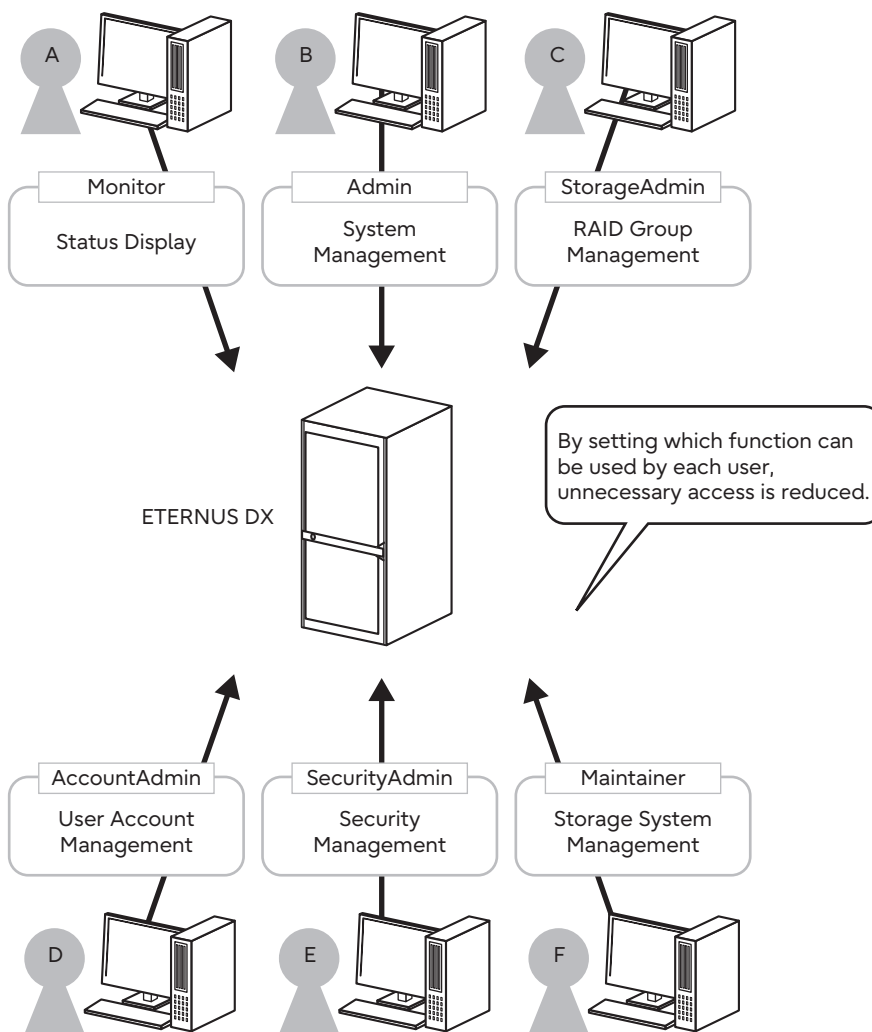 A
B
C
Monitor
Status Display
Admin
System
Management
StorageAdmin
RAID Group
Management
ETERNUS DX
By setting which function can
be used by each user,
unnecessary access is reduced.
AccountAdmin
User Account
Management
SecurityAdmin
Security
Management
Maintainer
Storage System
Management
D
E
F